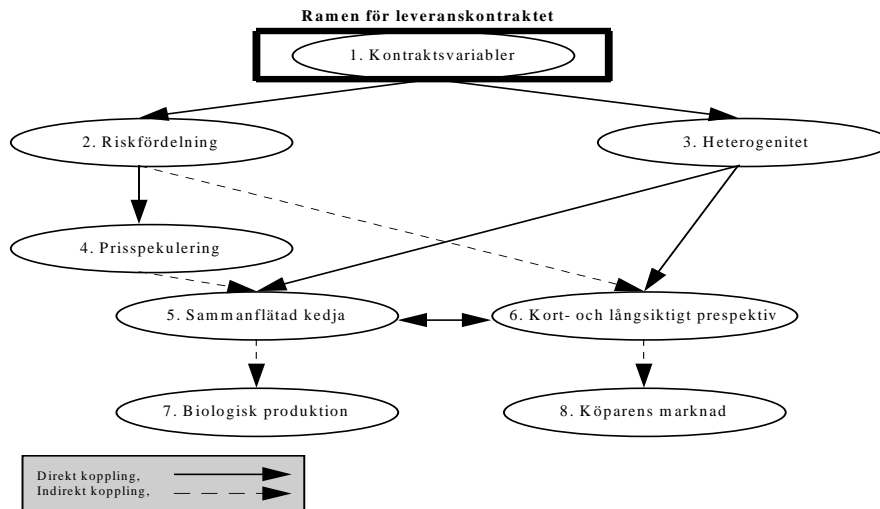 Ramen för leveranskontraktet
1. Kontraktsvariabler
2. Riskfördelning
3. Heterogenitet
4. Prisspekulering
5. Sammanflätad kedja
6. Kort- och långsiktigt prespektiv
7. Biologisk produktion
8. Köparens marknad
Direkt koppling,
Indirekt koppling,